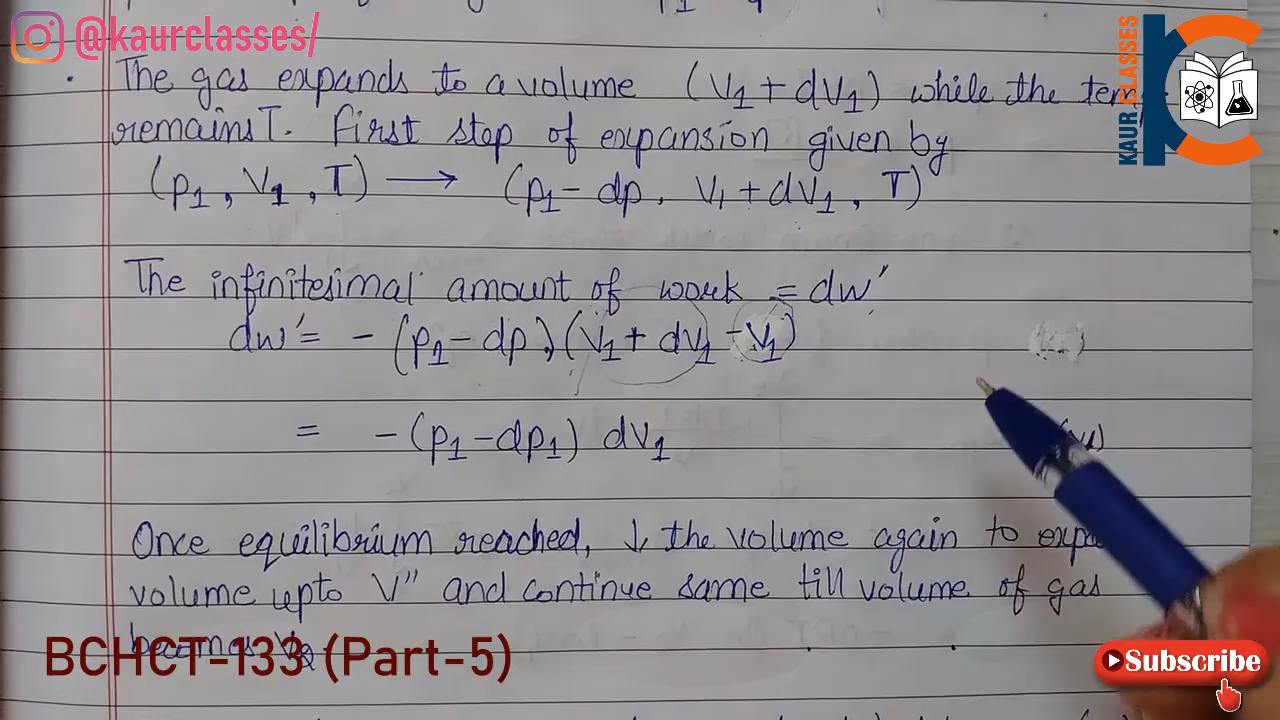 @kaurclasses/
KAUR CLASSES
The gas expands to a volume (V1 + dV1) while the temp.
remains T. First step of expansion given by
(p1, V1, T) → (p1 - dp, V1 + dV1, T)
The infinitesimal amount of work = dw'
dw' = - (p1 - dp) (V1 + dV1 - V1)
= -(p1 - dp1) dV1
Once equilibrium reached, ↓ the volume again to
volume upto V" and continue same till volume of gas
becomes V2
BCHCT-133 (Part-5)
Subscribe